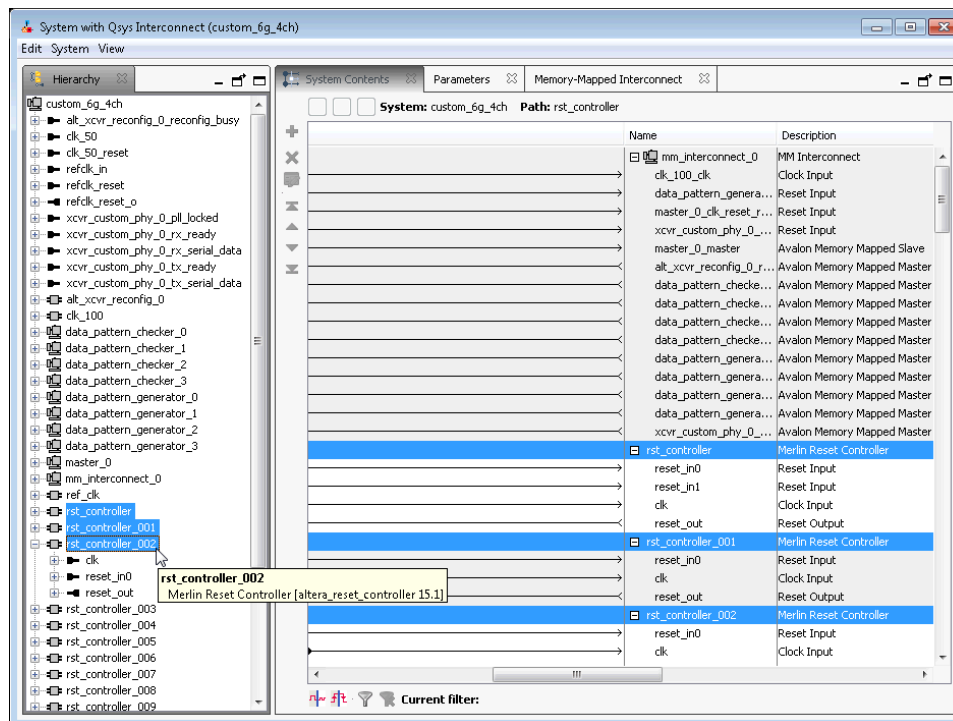 System with Qsys Interconnect (custom_6g_4ch)
Edit System View
Hierarchy
custom_6g_4ch
alt_xcvr_reconfig_0_reconfig_busy
clk_50
clk_50_reset
refclk_in
refclk_reset
refclk_reset_o
xcvr_custom_phy_0_pll_locked
xcvr_custom_phy_0_rx_ready
xcvr_custom_phy_0_rx_serial_data
xcvr_custom_phy_0_tx_ready
xcvr_custom_phy_0_tx_serial_data
alt_xcvr_reconfig_0
clk_100
data_pattern_checker_0
data_pattern_checker_1
data_pattern_checker_2
data_pattern_checker_3
data_pattern_generator_0
data_pattern_generator_1
data_pattern_generator_2
data_pattern_generator_3
master_0
mm_interconnect_0
ref_clk
rst_controller
rst_controller_001
rst_controller_002
clk
reset_in0
reset_out
rst_controller_003
rst_controller_004
rst_controller_005
rst_controller_006
rst_controller_007
rst_controller_008
rst_controller_009
rst_controller_002
Merlin Reset Controller [altera_reset_controller 15.1]
System Contents Parameters Memory-Mapped Interconnect
System: custom_6g_4ch Path: rst_controller
Name Description
mm_interconnect_0 MM Interconnect
clk_100_clk Clock Input
data_pattern_genera... Reset Input
master_0_clk_reset_r... Reset Input
xcvr_custom_phy_0_... Reset Input
master_0_master Avalon Memory Mapped Slave
alt_xcvr_reconfig_0_r... Avalon Memory Mapped Master
data_pattern_checke... Avalon Memory Mapped Master
data_pattern_checke... Avalon Memory Mapped Master
data_pattern_checke... Avalon Memory Mapped Master
data_pattern_checke... Avalon Memory Mapped Master
data_pattern_genera... Avalon Memory Mapped Master
data_pattern_genera... Avalon Memory Mapped Master
data_pattern_genera... Avalon Memory Mapped Master
data_pattern_genera... Avalon Memory Mapped Master
xcvr_custom_phy_0_... Avalon Memory Mapped Master
rst_controller Merlin Reset Controller
reset_in0 Reset Input
reset_in1 Reset Input
clk Clock Input
reset_out Reset Output
rst_controller_001 Merlin Reset Controller
reset_in0 Reset Input
clk Clock Input
reset_out Reset Output
rst_controller_002 Merlin Reset Controller
reset_in0 Reset Input
clk Clock Input
Current filter: